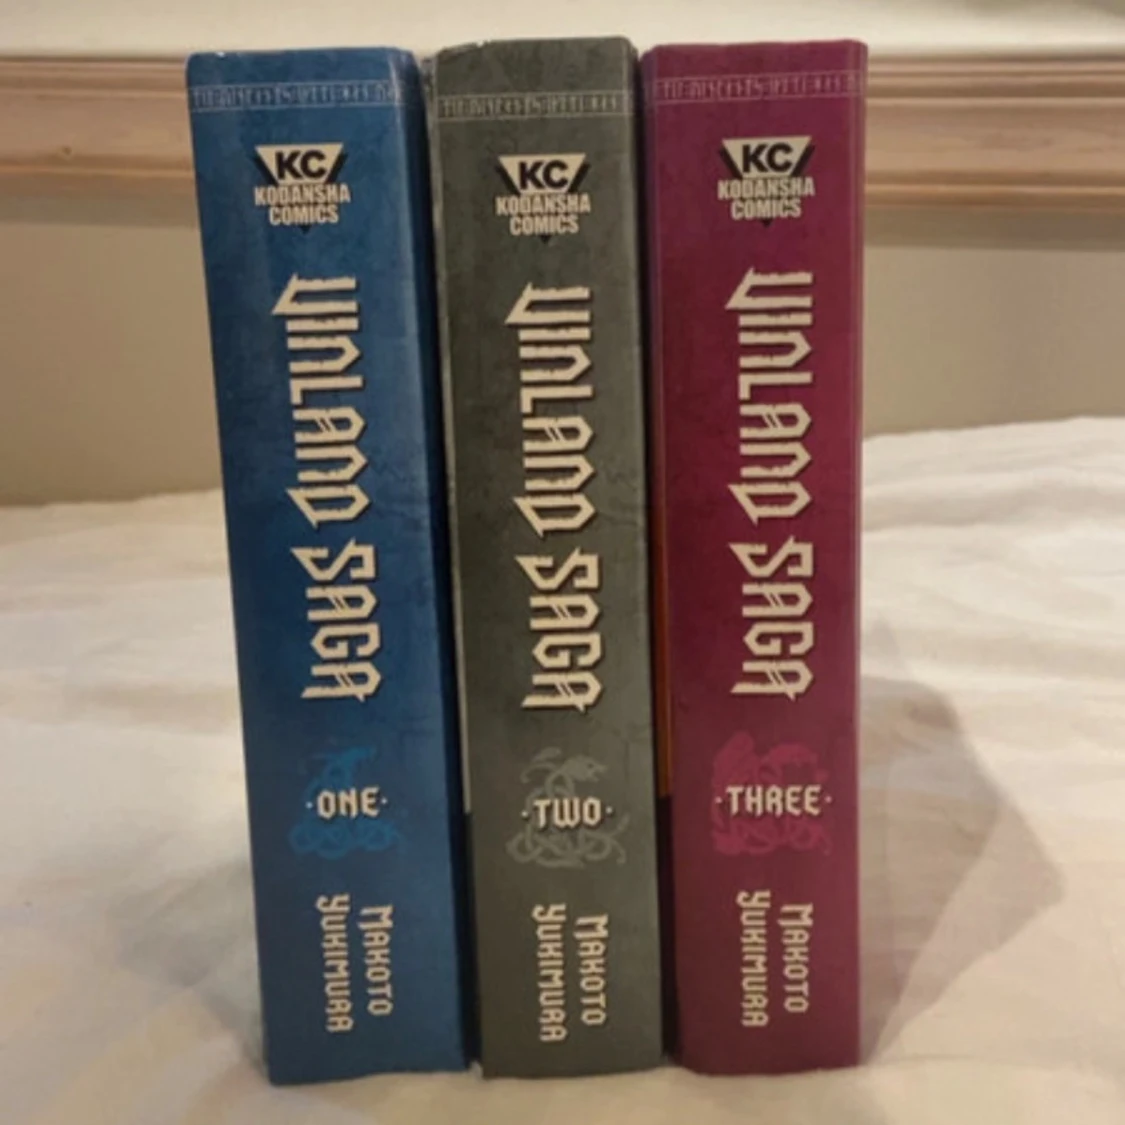 KC
KODANSHA
COMICS
VINLAND SAGA
·ONE·
MAKOTO
YUKIMURA
KC
KODANSHA
COMICS
VINLAND SAGA
·TWO·
MAKOTO
YUKIMURA
KC
KODANSHA
COMICS
VINLAND SAGA
·THREE·
MAKOTO
YUKIMURA